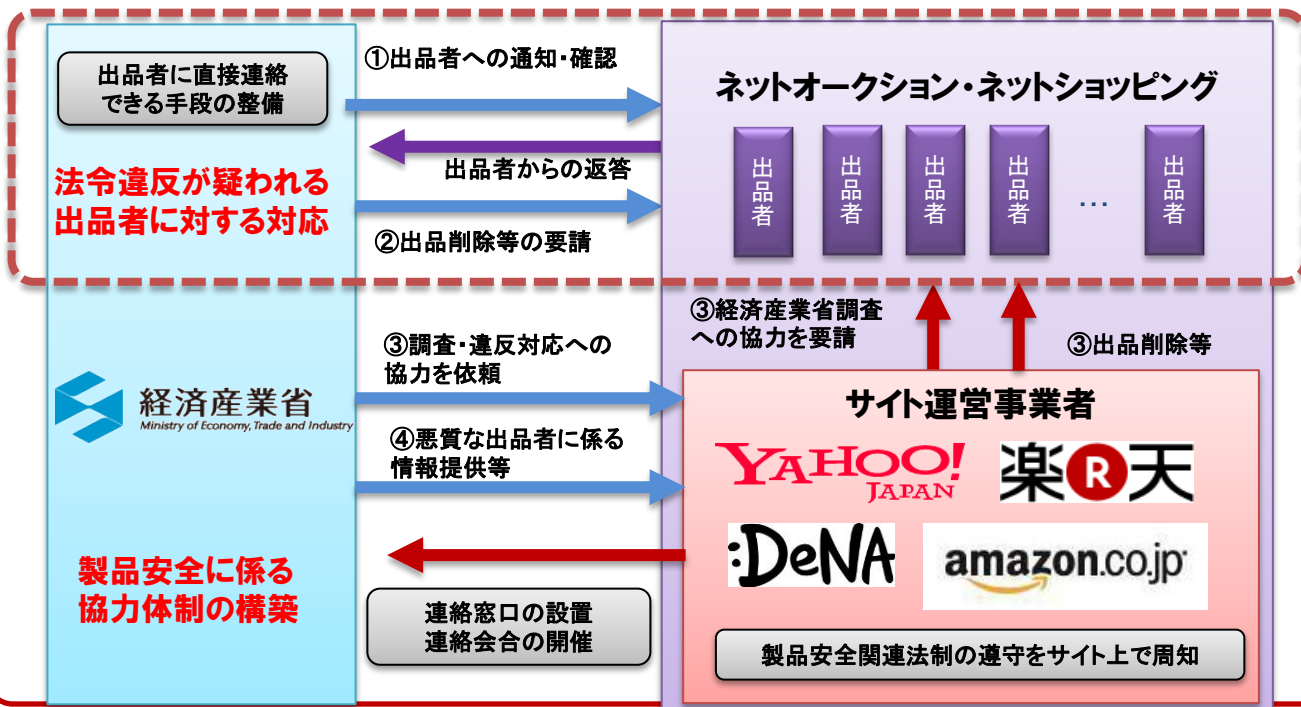 出品者に直接連絡
できる手段の整備
法令違反が疑われる
出品者に対する対応
①出品者への通知・確認
出品者からの返答
②出品削除等の要請
ネットオークション・ネットショッピング
出品者
出品者
出品者
出品者
…
出品者
③経済産業省調査
への協力を要請
③出品削除等
③調査・違反対応への
協力を依頼
経済産業省
Ministry of Economy, Trade and Industry
④悪質な出品者に係る
情報提供等
製品安全に係る
協力体制の構築
連絡窓口の設置
連絡会合の開催
サイト運営事業者
YAHOO!
JAPAN
楽R天
:DeNA
amazon.co.jp
製品安全関連法制の遵守をサイト上で周知